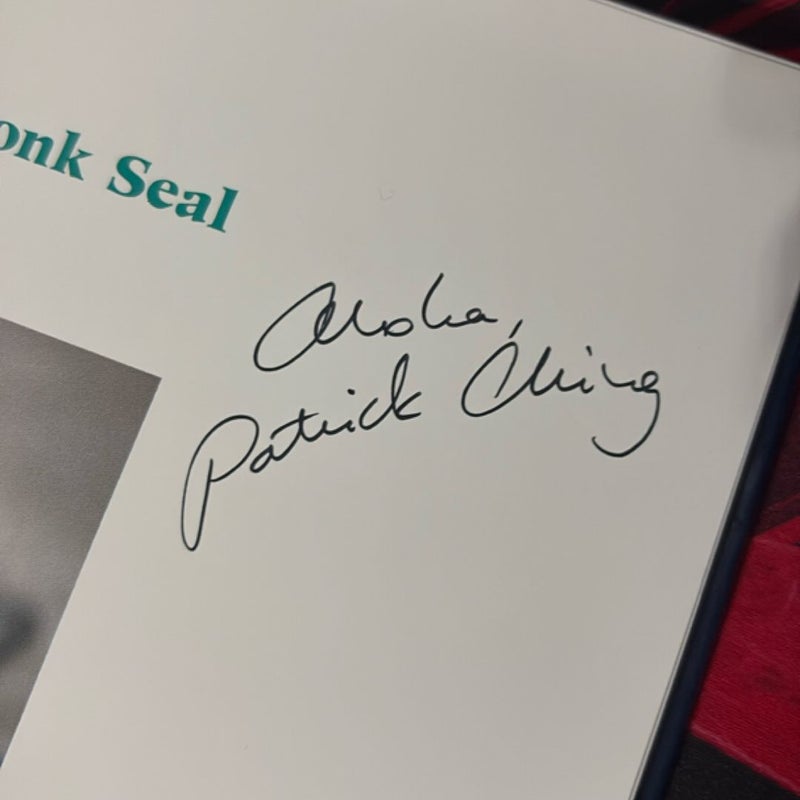 onk Seal
Aloha,
Patrick Ching